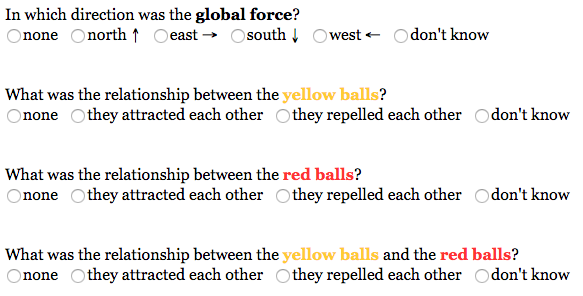 In which direction was the global force?
none north ↑ east → south ↓ west ← don't know
What was the relationship between the yellow balls?
none they attracted each other they repelled each other don't know
What was the relationship between the red balls?
none they attracted each other they repelled each other don't know
What was the relationship between the yellow balls and the red balls?
none they attracted each other they repelled each other don't know